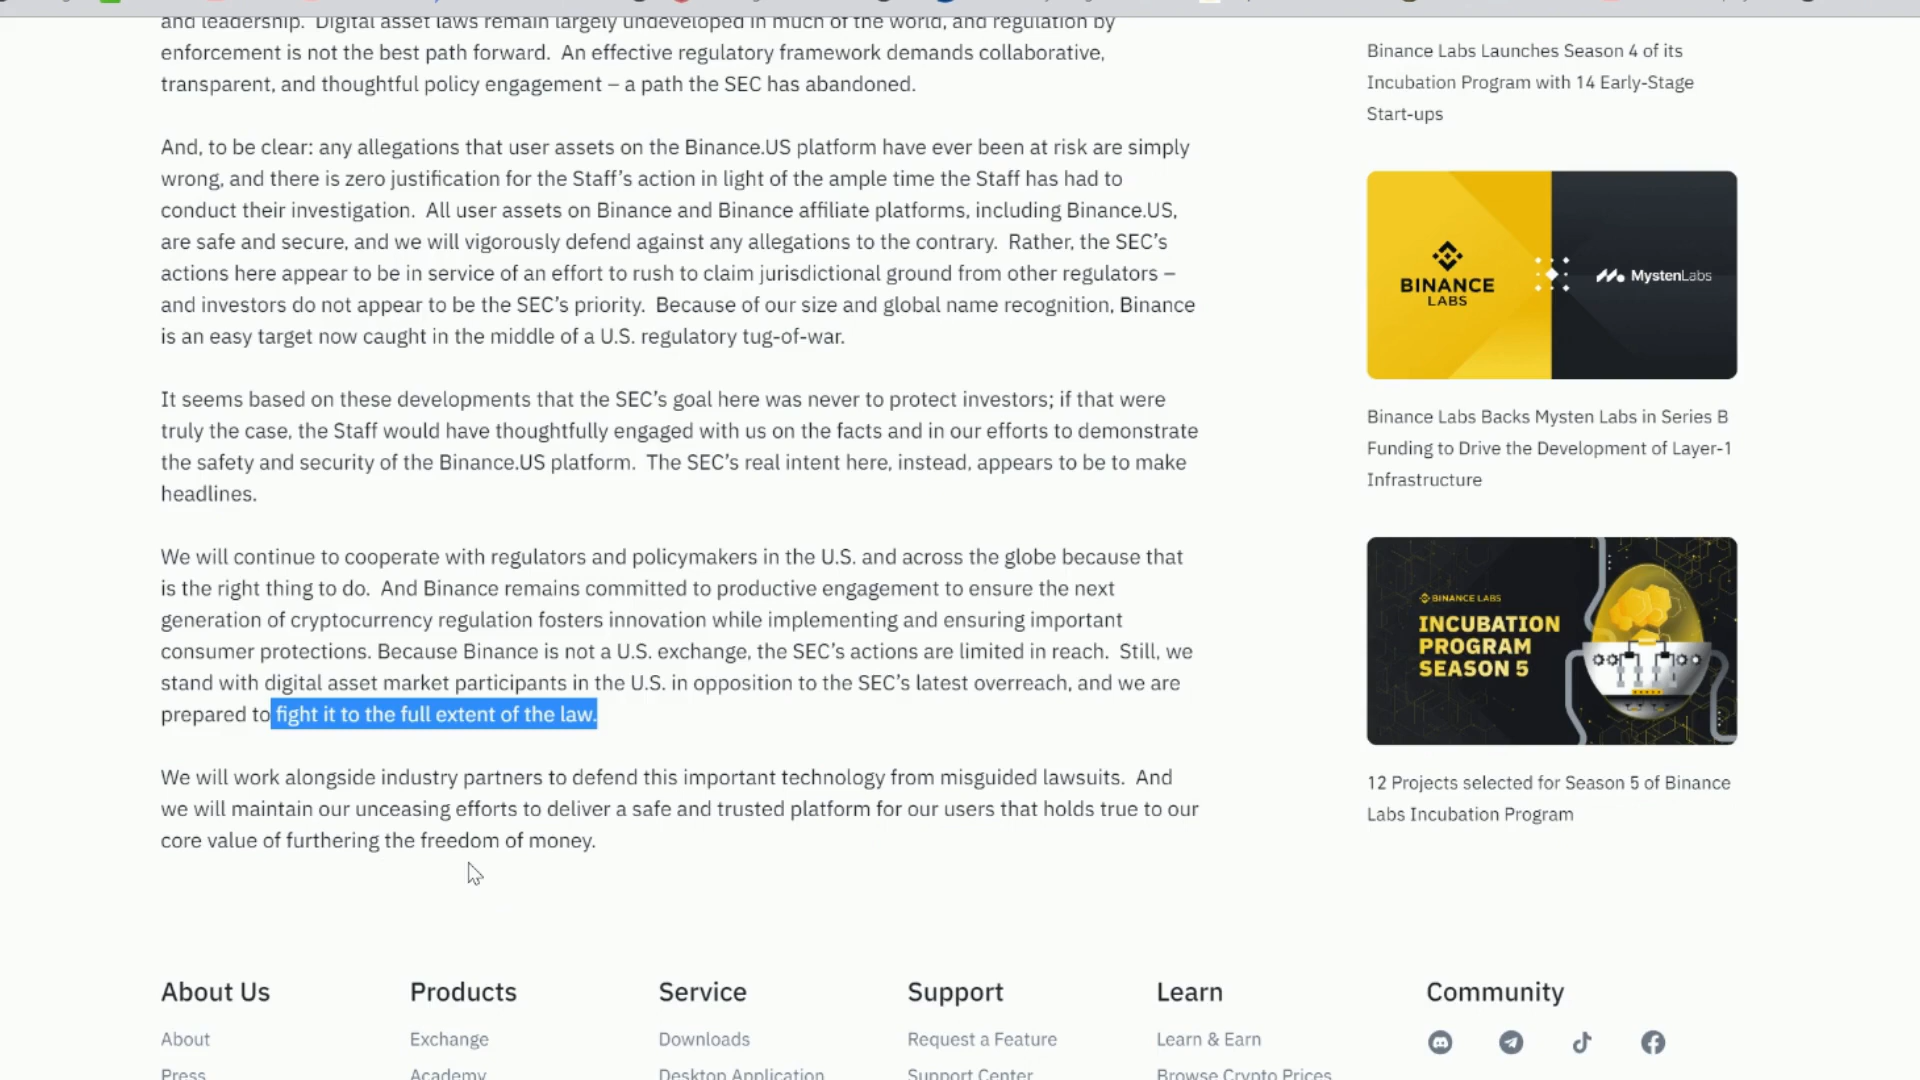 and leadership.  Digital asset laws remain largely undeveloped in much of the world, and regulation by
enforcement is not the best path forward.  An effective regulatory framework demands collaborative,
transparent, and thoughtful policy engagement – a path the SEC has abandoned.
And, to be clear: any allegations that user assets on the Binance.US platform have ever been at risk are simply
wrong, and there is zero justification for the Staff’s action in light of the ample time the Staff has had to
conduct their investigation.  All user assets on Binance and Binance affiliate platforms, including Binance.US,
are safe and secure, and we will vigorously defend against any allegations to the contrary.  Rather, the SEC’s
actions here appear to be in service of an effort to rush to claim jurisdictional ground from other regulators –
and investors do not appear to be the SEC’s priority.  Because of our size and global name recognition, Binance
is an easy target now caught in the middle of a U.S. regulatory tug-of-war.
It seems based on these developments that the SEC’s goal here was never to protect investors; if that were
truly the case, the Staff would have thoughtfully engaged with us on the facts and in our efforts to demonstrate
the safety and security of the Binance.US platform.  The SEC’s real intent here, instead, appears to be to make
headlines.
We will continue to cooperate with regulators and policymakers in the U.S. and across the globe because that
is the right thing to do.  And Binance remains committed to productive engagement to ensure the next
generation of cryptocurrency regulation fosters innovation while implementing and ensuring important
consumer protections. Because Binance is not a U.S. exchange, the SEC’s actions are limited in reach.  Still, we
stand with digital asset market participants in the U.S. in opposition to the SEC’s latest overreach, and we are
prepared to fight it to the full extent of the law.
We will work alongside industry partners to defend this important technology from misguided lawsuits.  And
we will maintain our unceasing efforts to deliver a safe and trusted platform for our users that holds true to our
core value of furthering the freedom of money.
Binance Labs Launches Season 4 of its
Incubation Program with 14 Early-Stage
Start-ups
BINANCE
LABS
MystenLabs
Binance Labs Backs Mysten Labs in Series B
Funding to Drive the Development of Layer-1
Infrastructure
BINANCE LABS
INCUBATION
PROGRAM
SEASON 5
12 Projects selected for Season 5 of Binance
Labs Incubation Program
About Us
About
Press
Products
Exchange
Academy
Service
Downloads
Desktop Application
Support
Request a Feature
Support Center
Learn
Learn & Earn
Browse Crypto Prices
Community